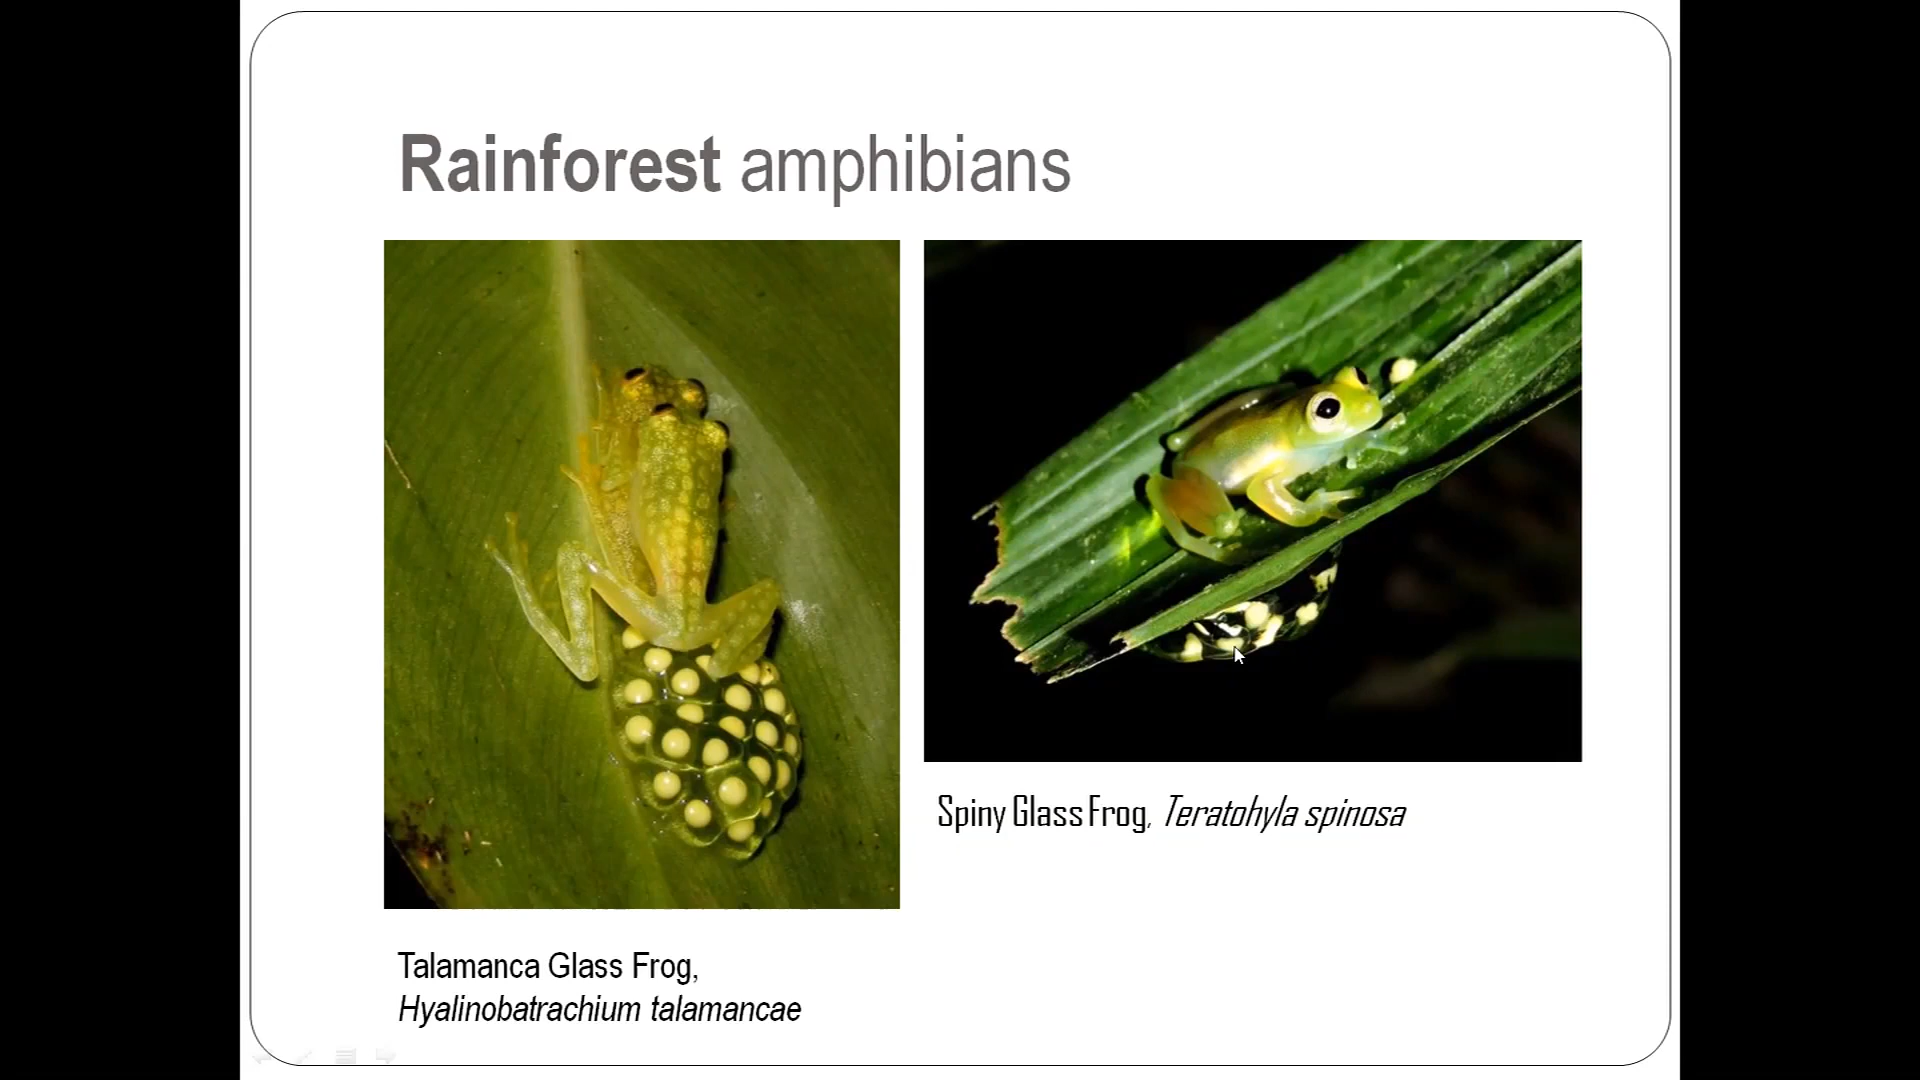 Rainforest amphibians
Spiny Glass Frog, Teratohyla spinosa
Talamanca Glass Frog,
Hyalinobatrachium talamancae